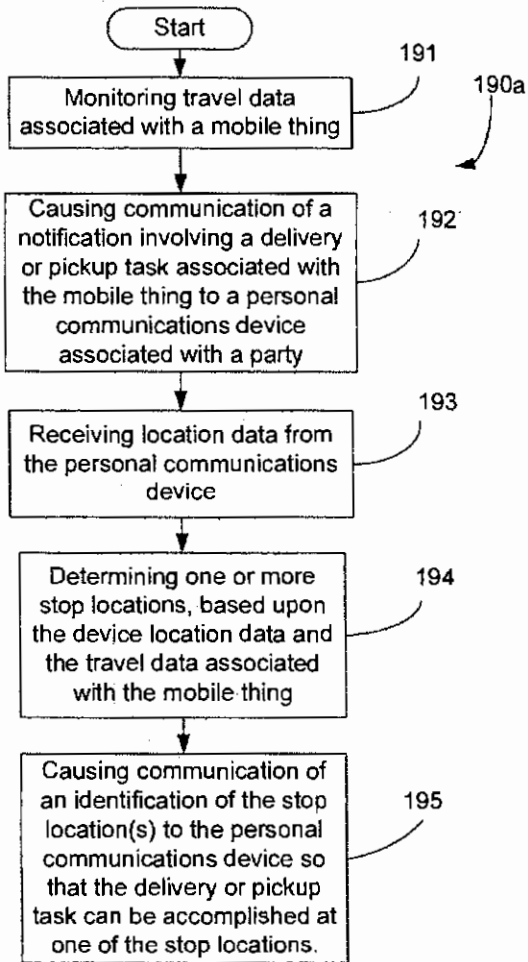 Start
191
Monitoring travel data
associated with a mobile thing
190a
Causing communication of a
notification involving a delivery
or pickup task associated with
the mobile thing to a personal
communications device
associated with a party
192
193
Receiving location data from
the personal communications
device
Determining one or more
stop locations, based upon
the device location data and
the travel data associated
with the mobile thing
194
Causing communication of
an identification of the stop
location(s) to the personal
communications device so
that the delivery or pickup
task can be accomplished at
one of the stop locations.
195